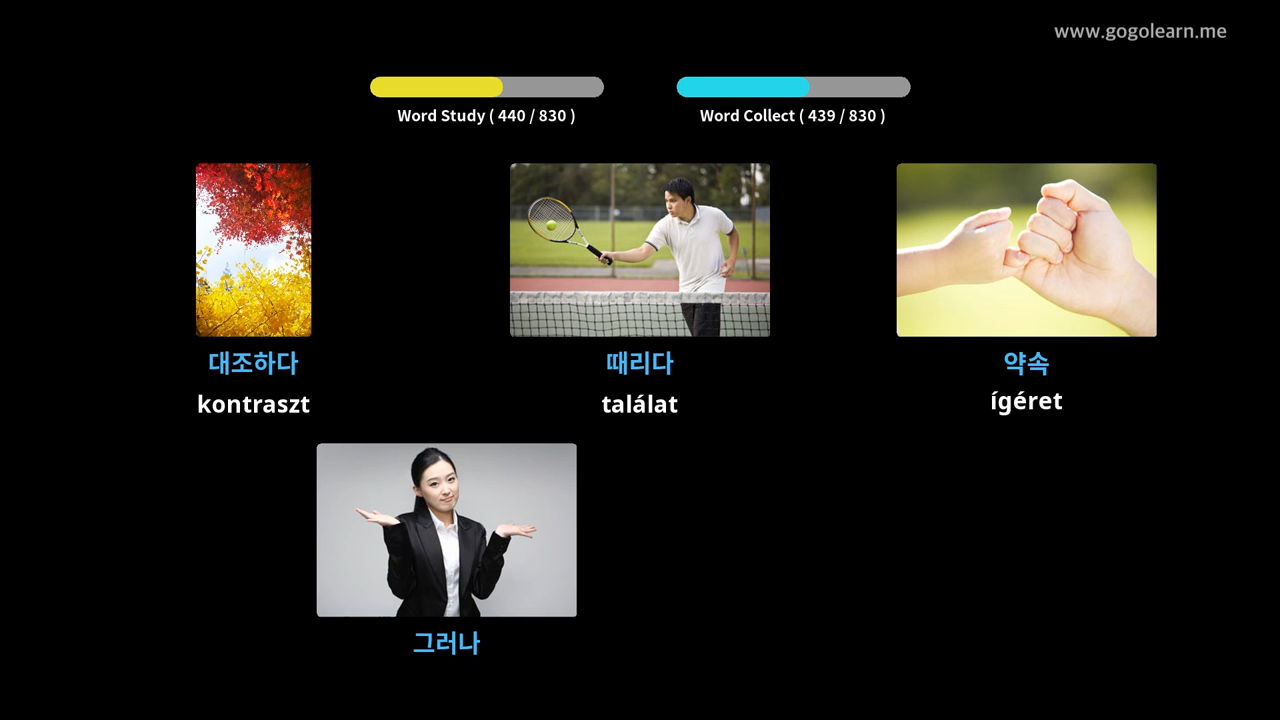 www.gogolearn.me
Word Study ( 440 / 830 )
Word Collect ( 439 / 830 )
대조하다
때리다
약속
kontraszt
találat
ígéret
그러나